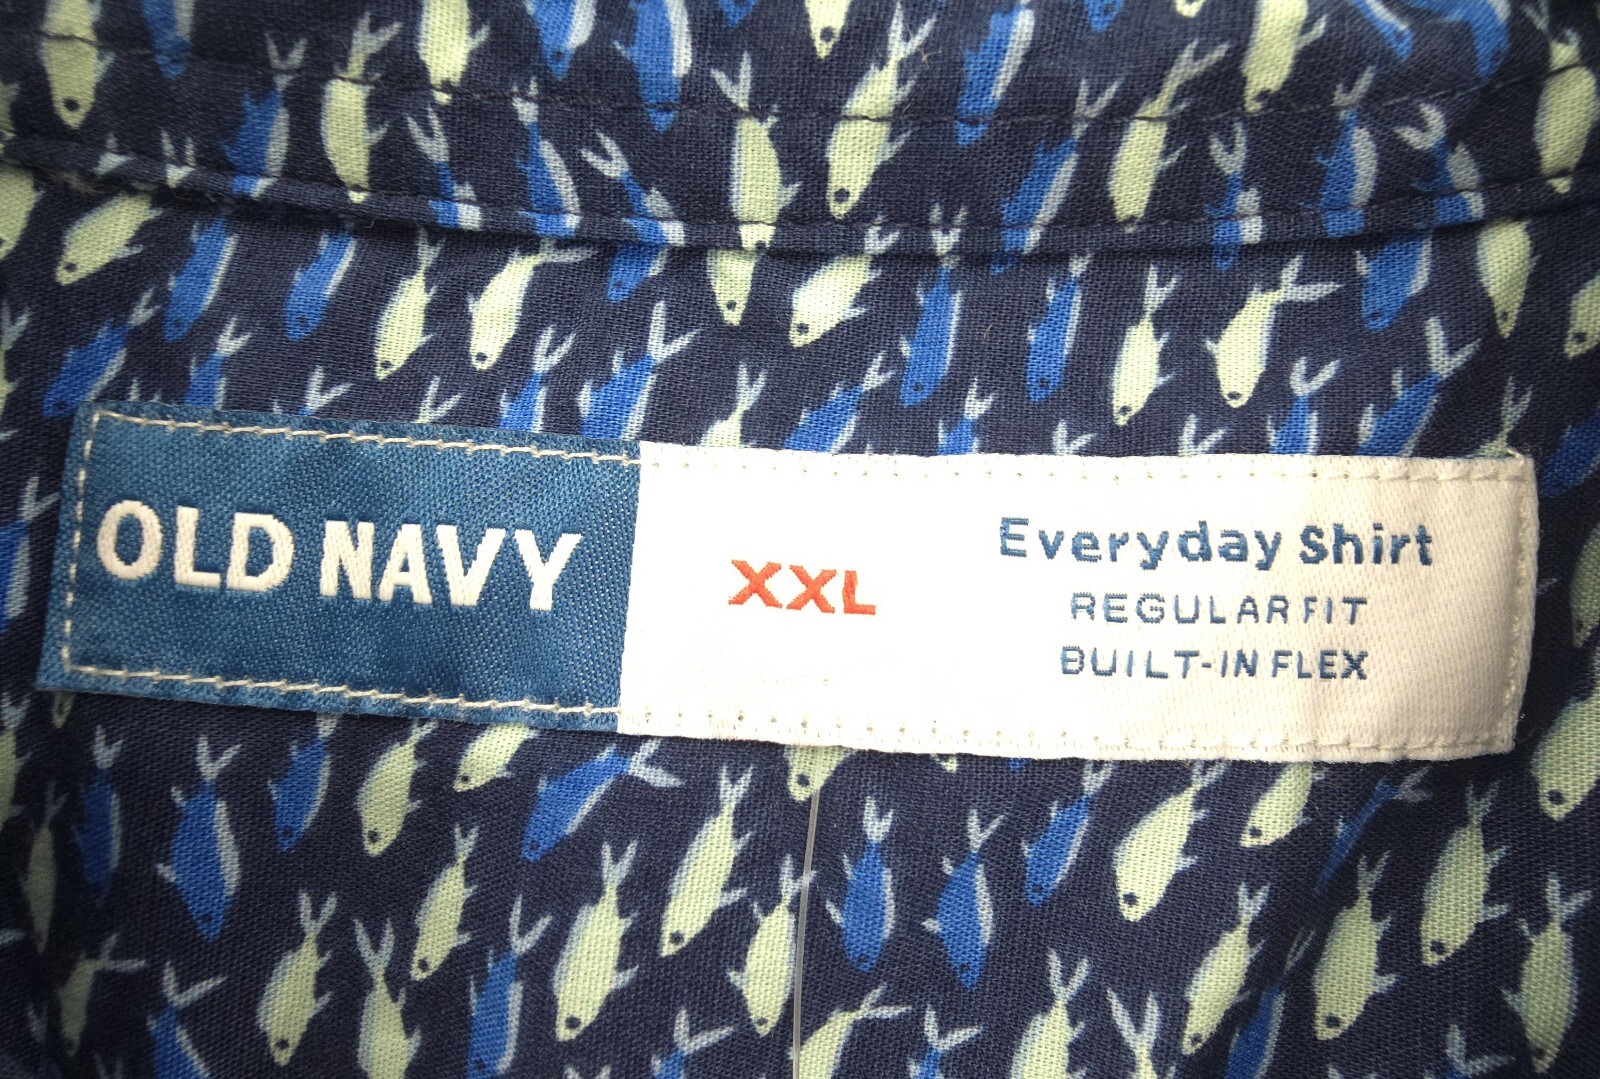 OLD NAVY
XXL
Everyday Shirt
REGULAR FIT
BUILT-IN FLEX